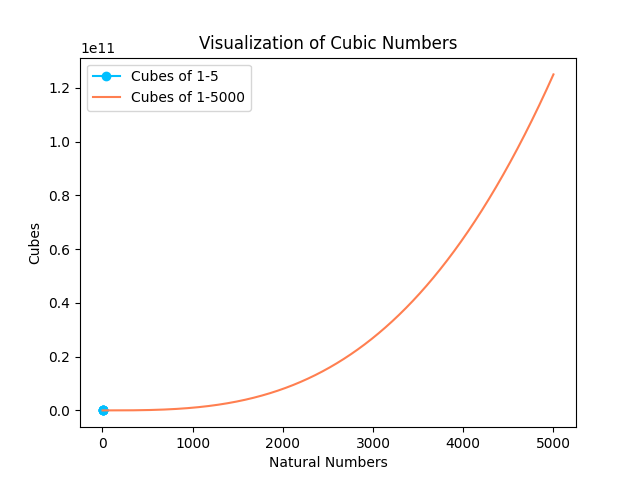 Visualization of Cubic Numbers
1e11
Cubes of 1-5
Cubes of 1-5000
1.2
1.0
0.8
0.6
0.4
0.2
0.0
Cubes
0 1000 2000 3000 4000 5000
Natural Numbers